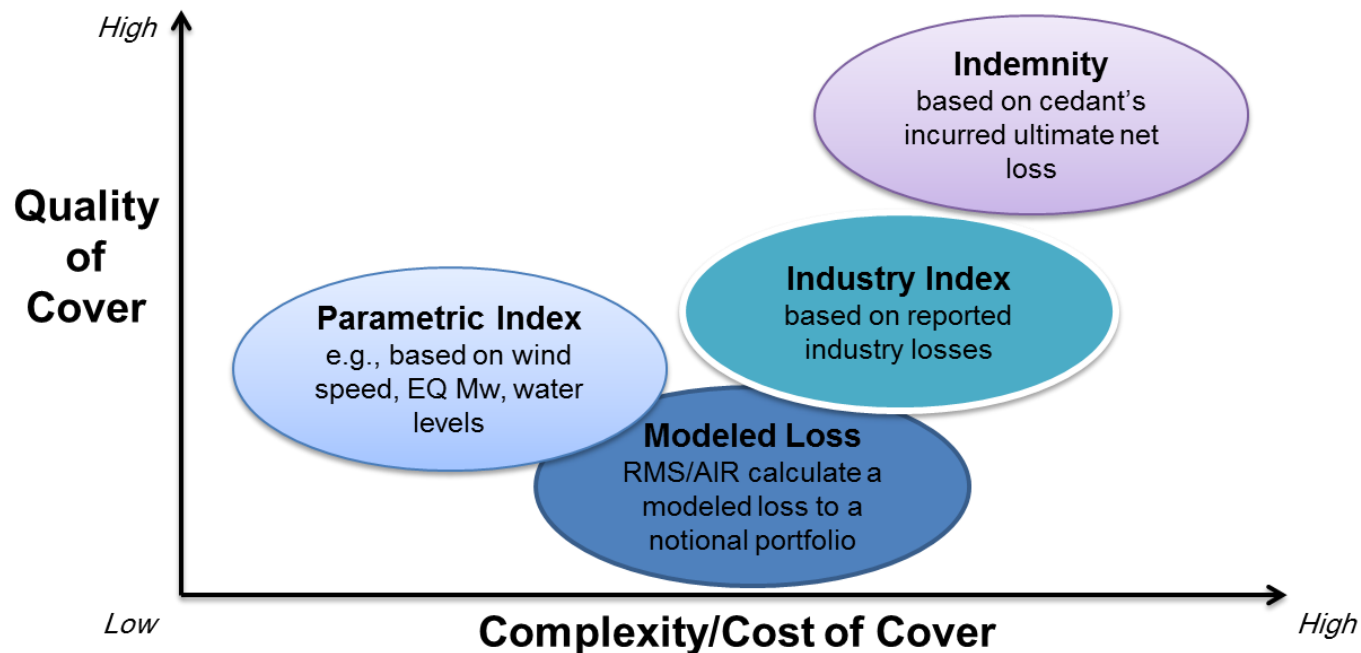 High
Quality
of
Cover
Indemnity
based on cedant's
incurred ultimate net
loss
Industry Index
based on reported
industry losses
Parametric Index
e.g., based on wind
speed, EQ Mw, water
levels
Modeled Loss
RMS/AIR calculate a
modeled loss to a
notional portfolio
Low
Complexity/Cost of Cover
High